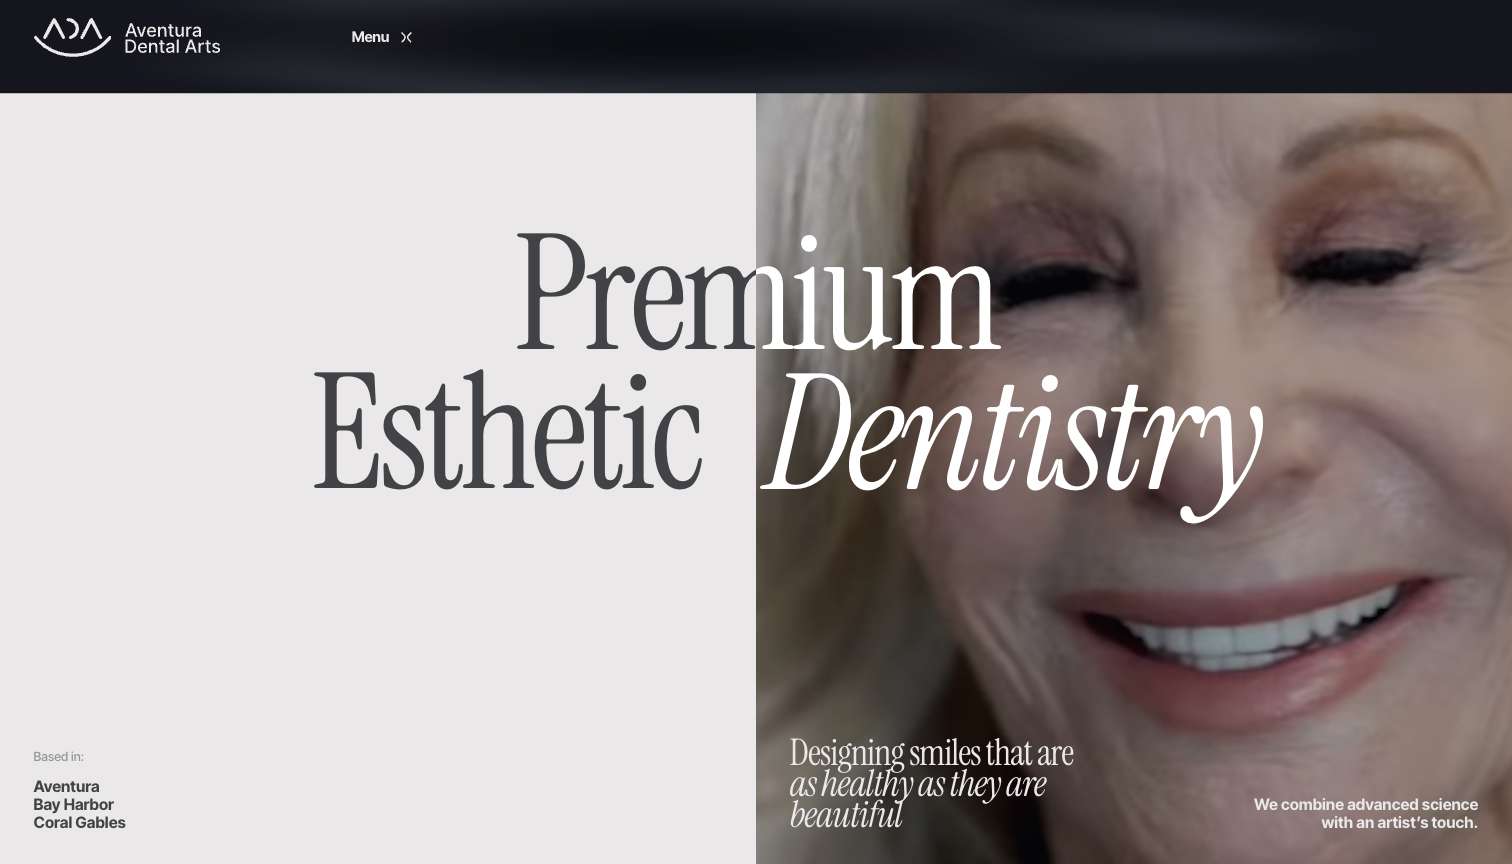 ADA
Aventura
Dental Arts
Menu
Premium
Esthetic Dentistry
Based in:
Aventura
Bay Harbor
Coral Gables
Designing smiles that are
as healthy as they are
beautiful
We combine advanced science
with an artist’s touch.